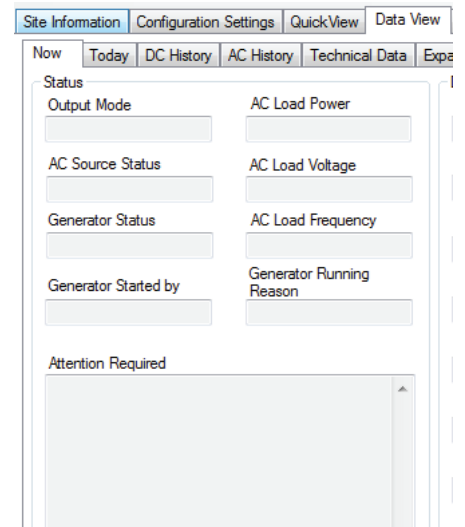 Site Information Configuration Settings QuickView Data View
Now Today DC History AC History Technical Data
Status
Output Mode AC Load Power
AC Source Status AC Load Voltage
Generator Status AC Load Frequency
Generator Started by Generator Running
Reason
Attention Required